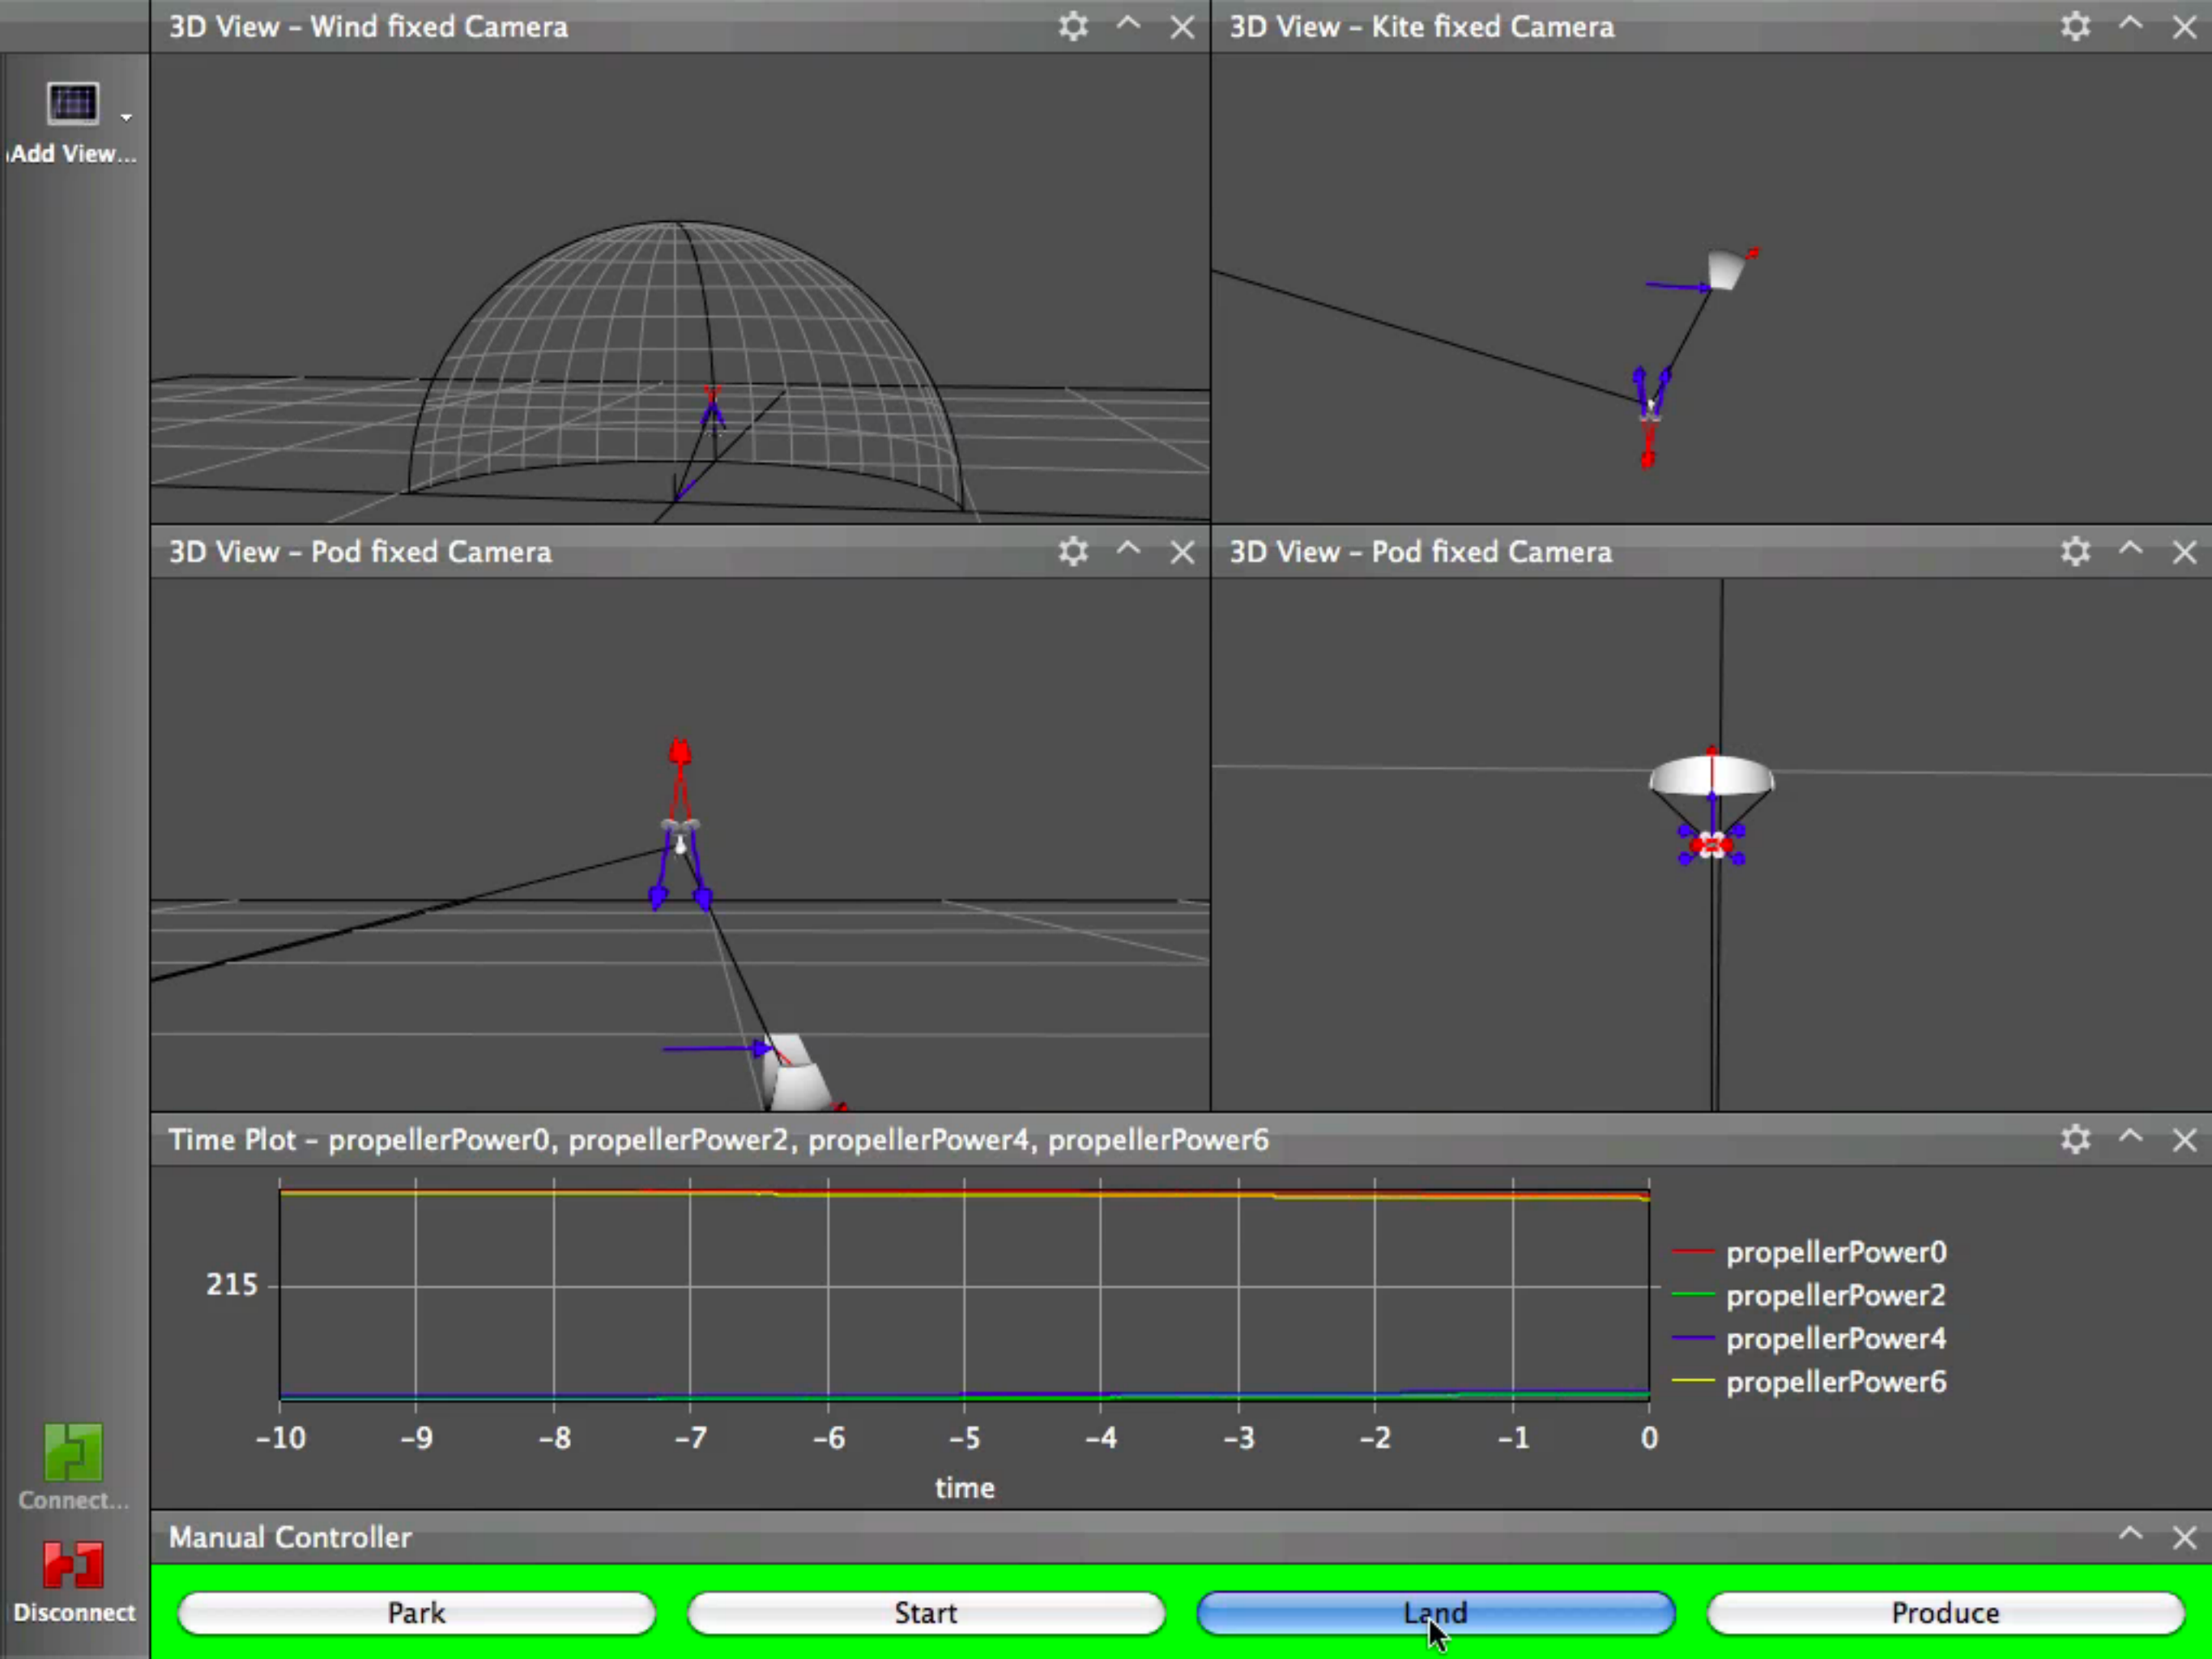 3D View – Wind fixed Camera
3D View – Kite fixed Camera
Add View...
3D View – Pod fixed Camera
3D View – Pod fixed Camera
Time Plot – propellerPower0, propellerPower2, propellerPower4, propellerPower6
215
propellerPower0
propellerPower2
propellerPower4
propellerPower6
–10 –9 –8 –7 –6 –5 –4 –3 –2 –1 0
time
Connect...
Manual Controller
Disconnect
Park
Start
Land
Produce